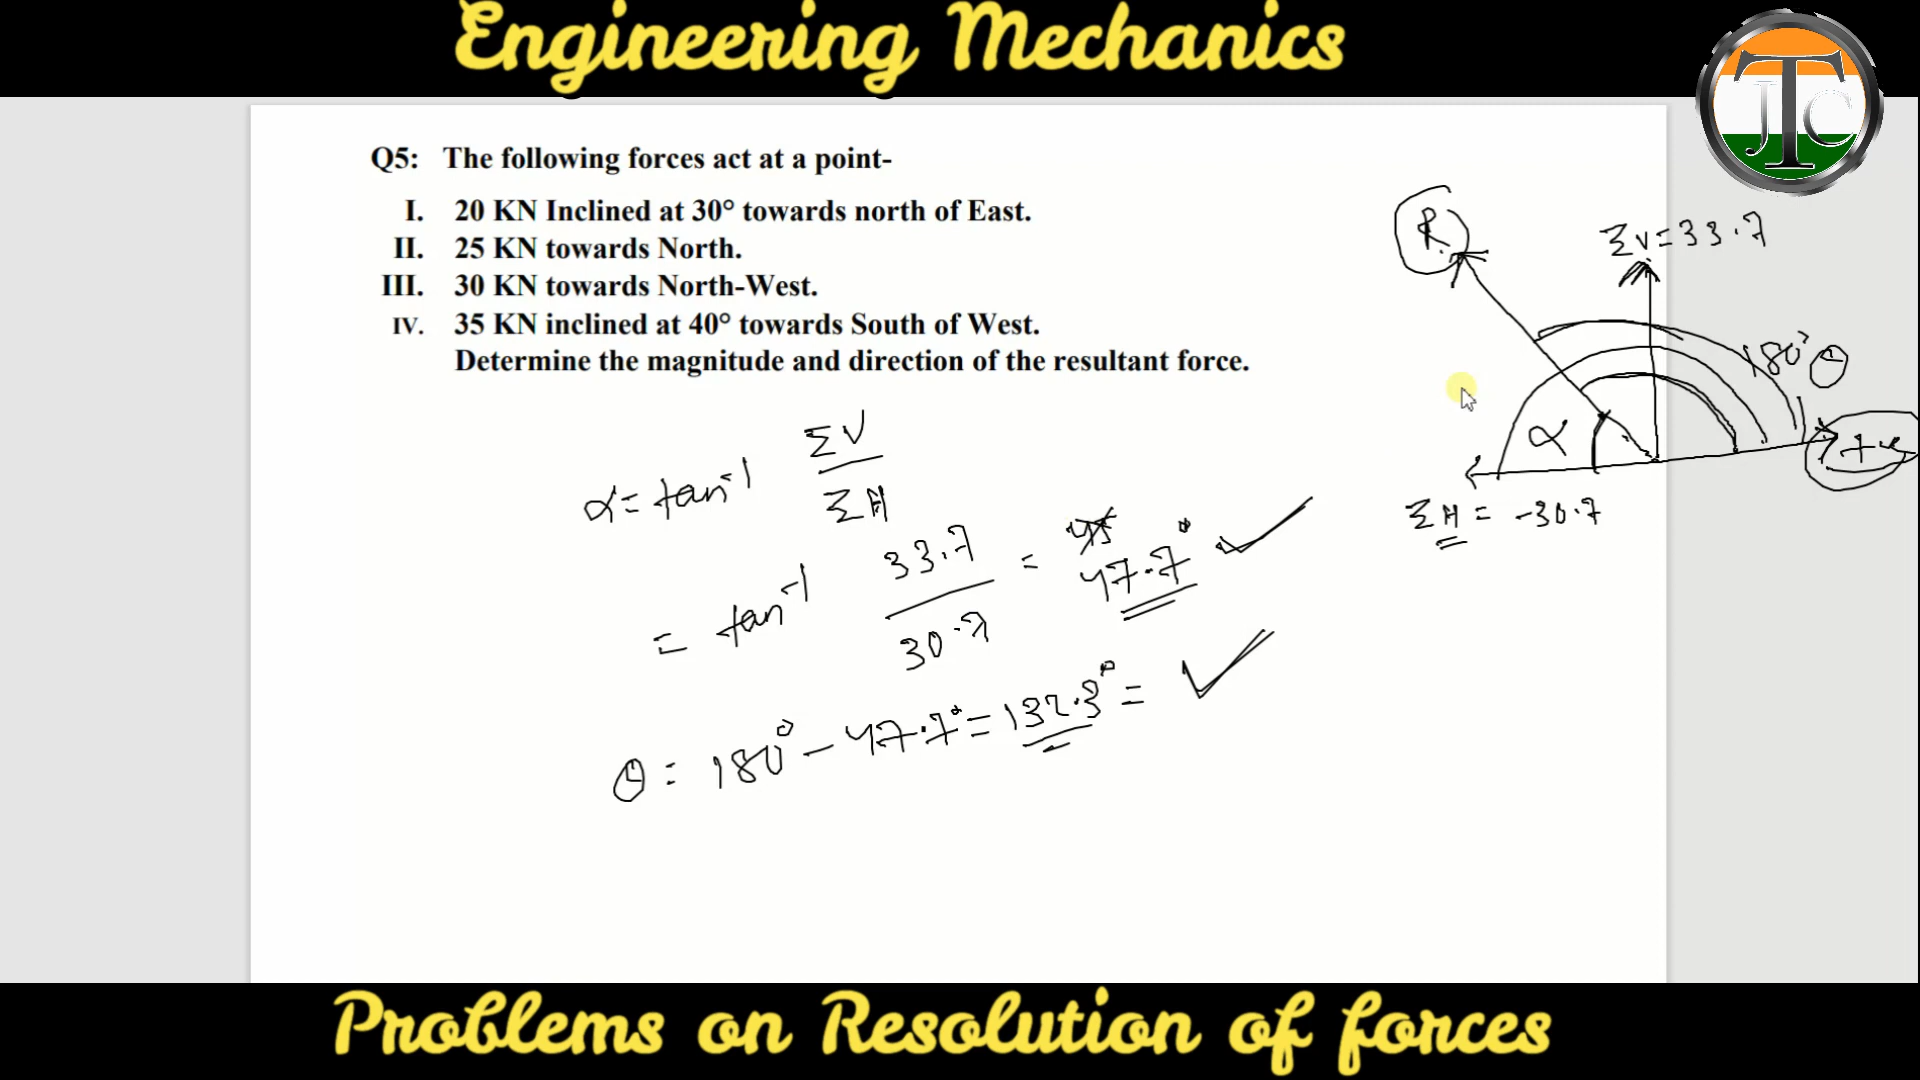 Engineering Mechanics
JTC
Q5: The following forces act at a point-
I. 20 KN Inclined at 30° towards north of East.
II. 25 KN towards North.
III. 30 KN towards North-West.
IV. 35 KN inclined at 40° towards South of West.
Determine the magnitude and direction of the resultant force.
R
ΣV = 33.7
180° θ
α
ΣH = -30.7
α = tan⁻¹ ΣV / ΣH
= tan⁻¹ 33.7 / 30.7 = 47.7°
θ = 180° - 47.7° = 132.3° =
Problems on Resolution of forces